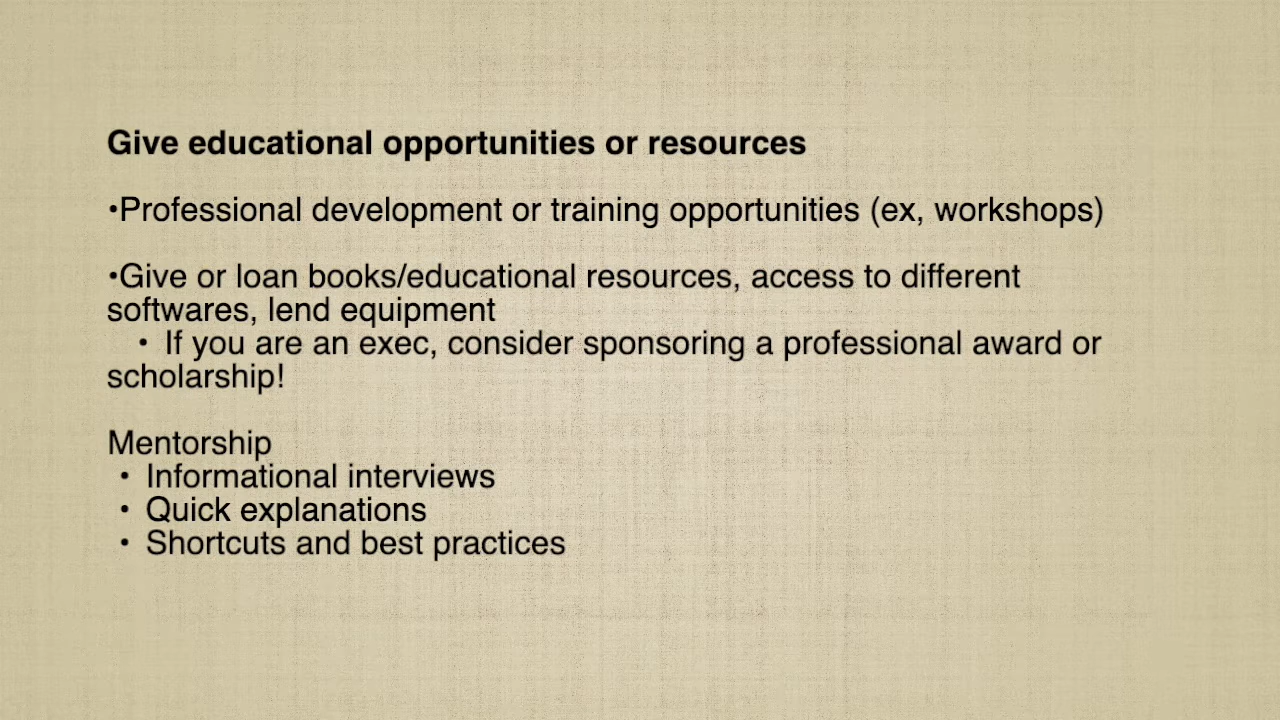 Give educational opportunities or resources
•Professional development or training opportunities (ex, workshops)
•Give or loan books/educational resources, access to different
softwares, lend equipment
• If you are an exec, consider sponsoring a professional award or
scholarship!
Mentorship
• Informational interviews
• Quick explanations
• Shortcuts and best practices